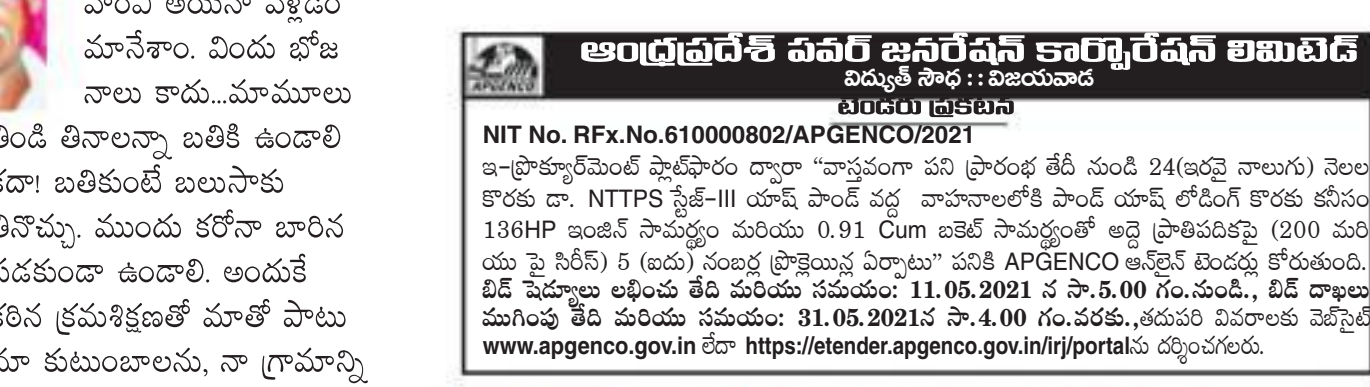 మానేశాం. విందు భోజ
నాలు కాదు...మామూలు
తిండి తినాలన్నా బతికి ఉండాలి
కదా! బతికుంటే బలుసాకు
తినొచ్చు. ముందు కరోనా బారిన
పడకుండా ఉండాలి. అందుకే
కఠిన క్రమశిక్షణతో మాతో పాటు
మా కుటుంబాలను, నా గ్రామాన్ని
APGENCO
ఆంధ్రప్రదేశ్ పవర్ జనరేషన్ కార్పొరేషన్ లిమిటెడ్
విద్యుత్ సౌధ : : విజయవాడ
టెండరు ప్రకటన
NIT No. RFx.No.610000802/APGENCO/2021
ఇ-ప్రొక్యూర్‌మెంట్ ప్లాట్‌ఫారం ద్వారా “వాస్తవంగా పని ప్రారంభ తేదీ నుండి 24(ఇరవై నాలుగు) నెలల
కొరకు డా. NTTPS స్టేజ్-III యాష్ పాండ్ వద్ద వాహనాలలోకి పాండ్ యాష్ లోడింగ్ కొరకు కనీసం
136HP ఇంజిన్ సామర్థ్యం మరియు 0.91 Cum బకెట్ సామర్థ్యంతో అద్దె ప్రాతిపదికపై (200 మరి
యు పై సిరీస్) 5 (ఐదు) నంబర్ల ప్రొక్లెయిన్ల ఏర్పాటు” పనికి APGENCO ఆన్‌లైన్ టెండర్లు కోరుతుంది.
బిడ్ షెడ్యూలు లభించు తేది మరియు సమయం: 11.05.2021 న సా.5.00 గం.నుండి., బిడ్ దాఖలు
ముగింపు తేది మరియు సమయం: 31.05.2021న సా.4.00 గం.వరకు.,తదుపరి వివరాలకు వెబ్‌సైట్
www.apgenco.gov.in లేదా https://etender.apgenco.gov.in/irj/portalను దర్శించగలరు.